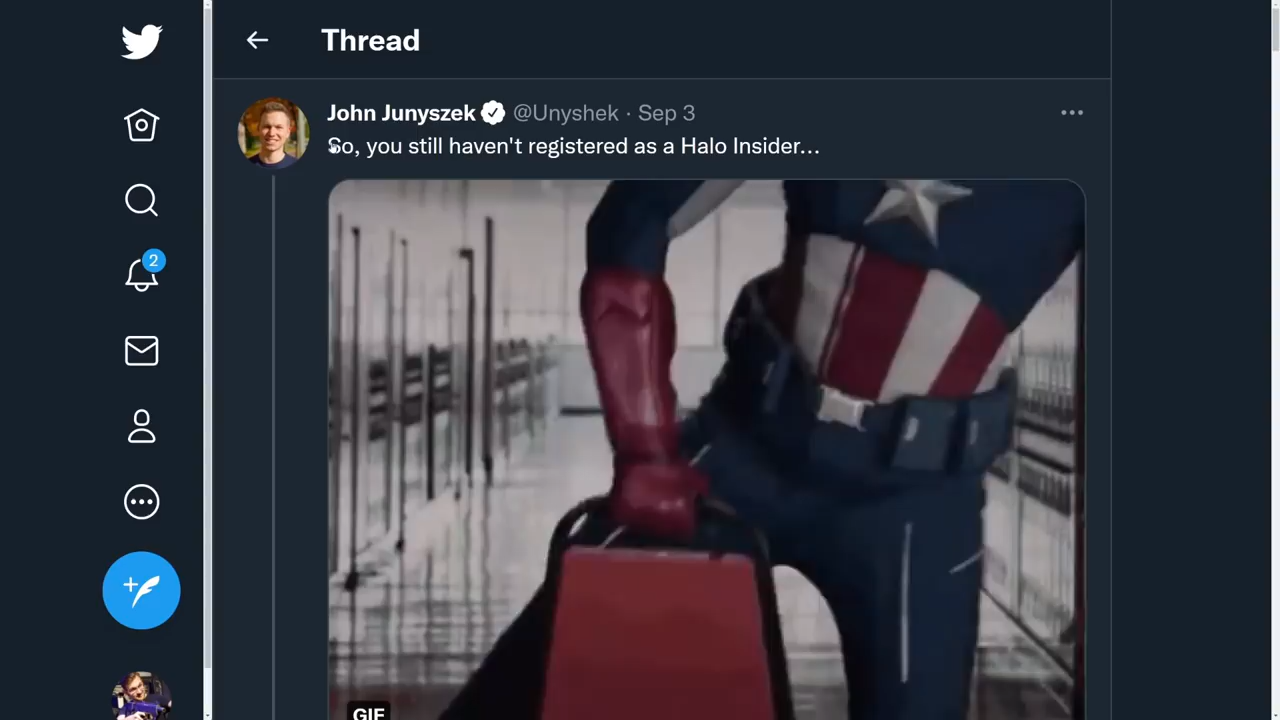 Thread
John Junyszek @Unyshek · Sep 3
So, you still haven't registered as a Halo Insider...
2
GIF